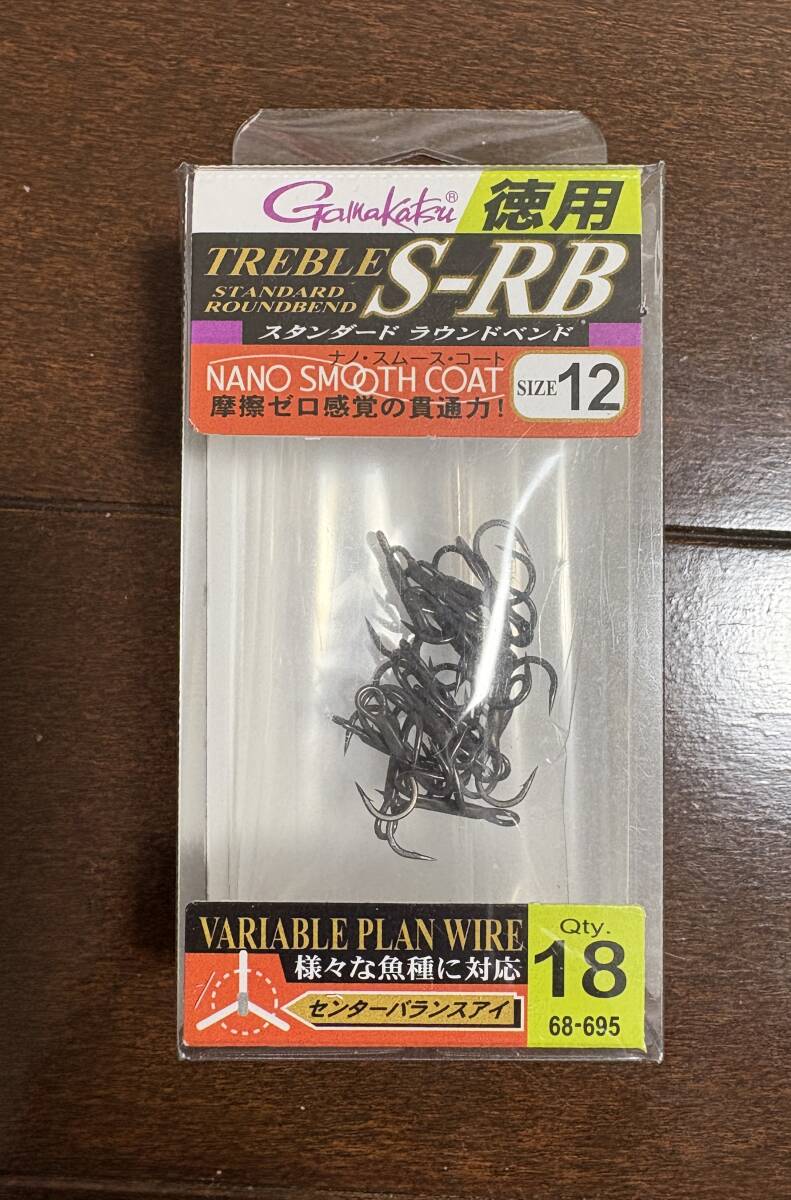 Gamakatsu® 徳用
TREBLE S-RB
STANDARD
ROUNDBEND
スタンダード ラウンドベンド
ナノ・スムース・コート
NANO SMOOTH COAT
摩擦ゼロ感覚の貫通力!
SIZE 12
VARIABLE PLAN WIRE
様々な魚種に対応
センターバランスアイ
Qty.
18
68-695